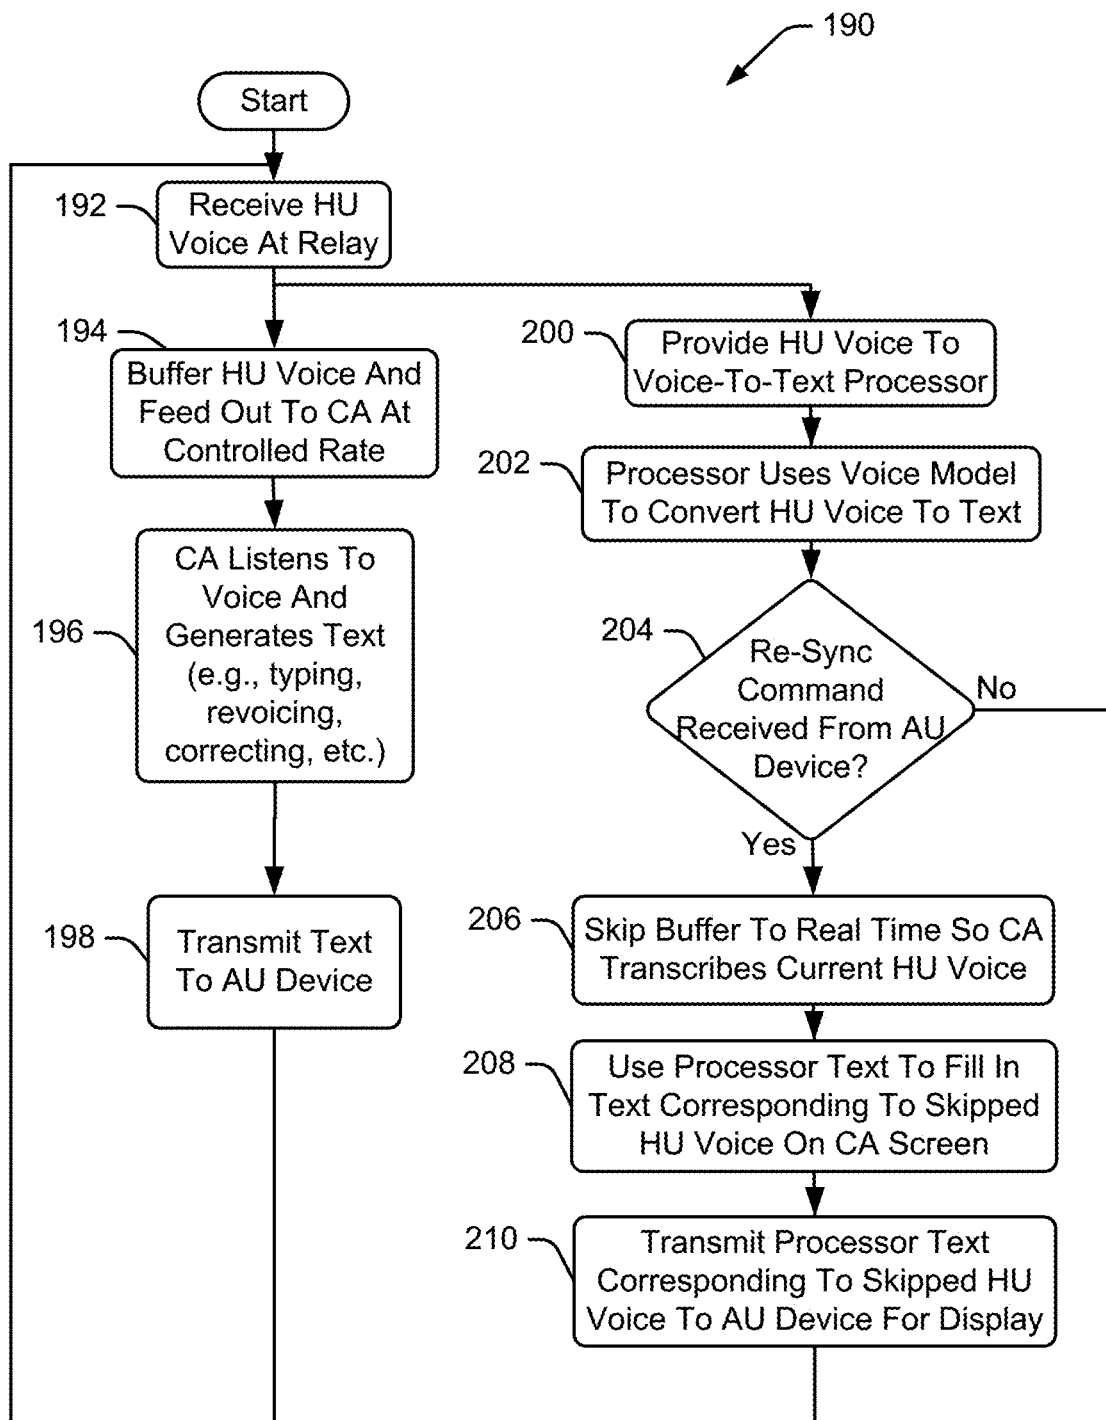 190
Start
192
Receive HU
Voice At Relay
194
Buffer HU Voice And
Feed Out To CA At
Controlled Rate
196
CA Listens To
Voice And
Generates Text
(e.g., typing,
revoicing,
correcting, etc.)
198
Transmit Text
To AU Device
200
Provide HU Voice To
Voice-To-Text Processor
202
Processor Uses Voice Model
To Convert HU Voice To Text
204
Re-Sync
Command
Received From AU
Device?
No
Yes
206
Skip Buffer To Real Time So CA
Transcribes Current HU Voice
208
Use Processor Text To Fill In
Text Corresponding To Skipped
HU Voice On CA Screen
210
Transmit Processor Text
Corresponding To Skipped HU
Voice To AU Device For Display